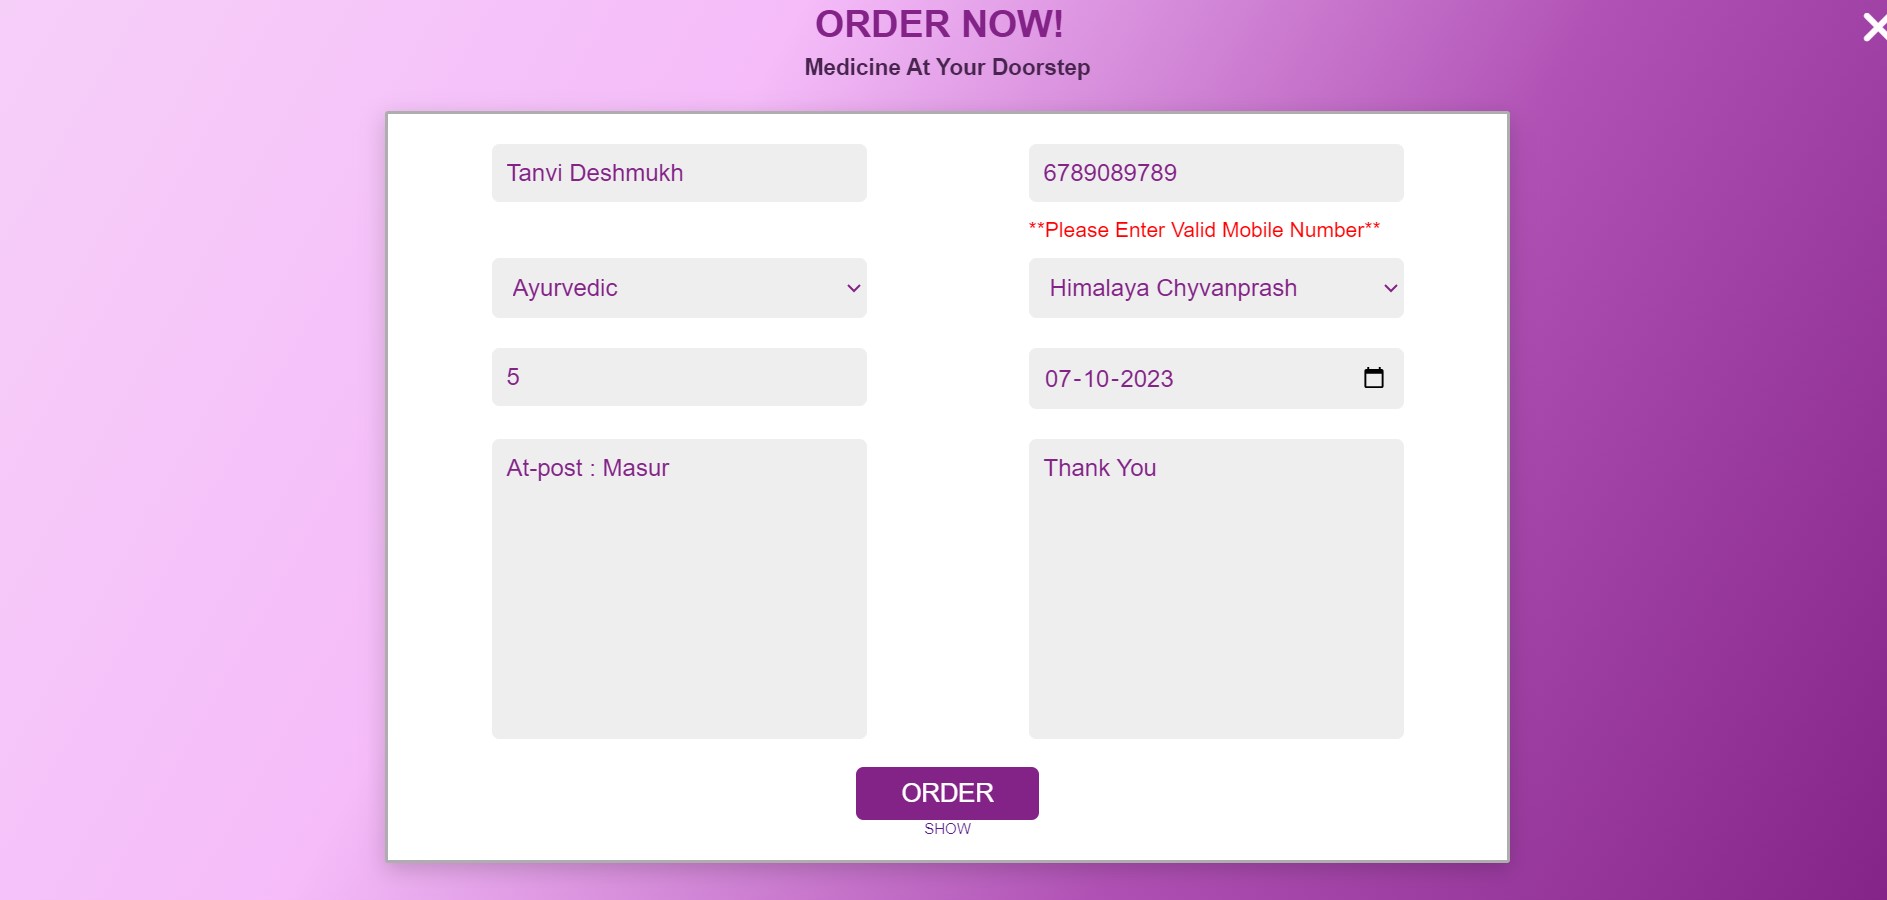 ORDER NOW!
Medicine At Your Doorstep
Tanvi Deshmukh
6789089789
**Please Enter Valid Mobile Number**
Ayurvedic
Himalaya Chyvanprash
5
07-10-2023
At-post : Masur
Thank You
ORDER
SHOW